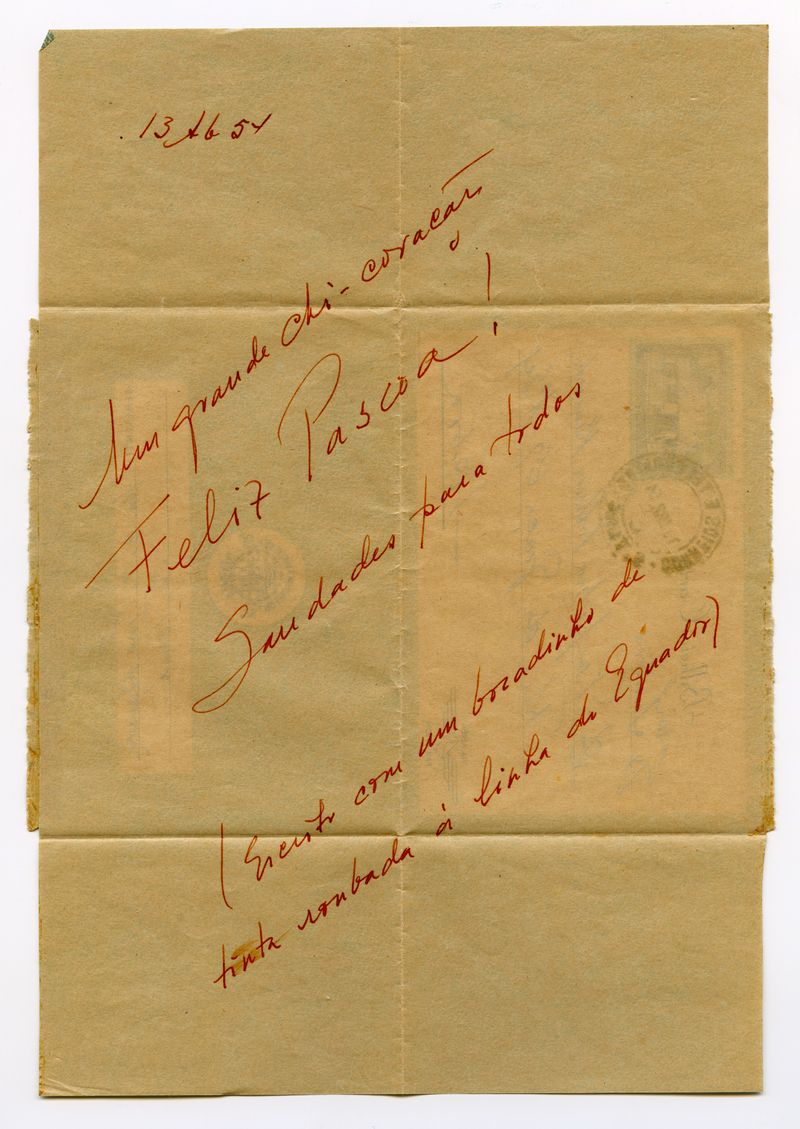 13 Ab 54
Um grande chi-coração
Feliz Pascoa!
Saudades para todos
(Escrito com um bocadinho de
tinta roubada á linha do Equador)